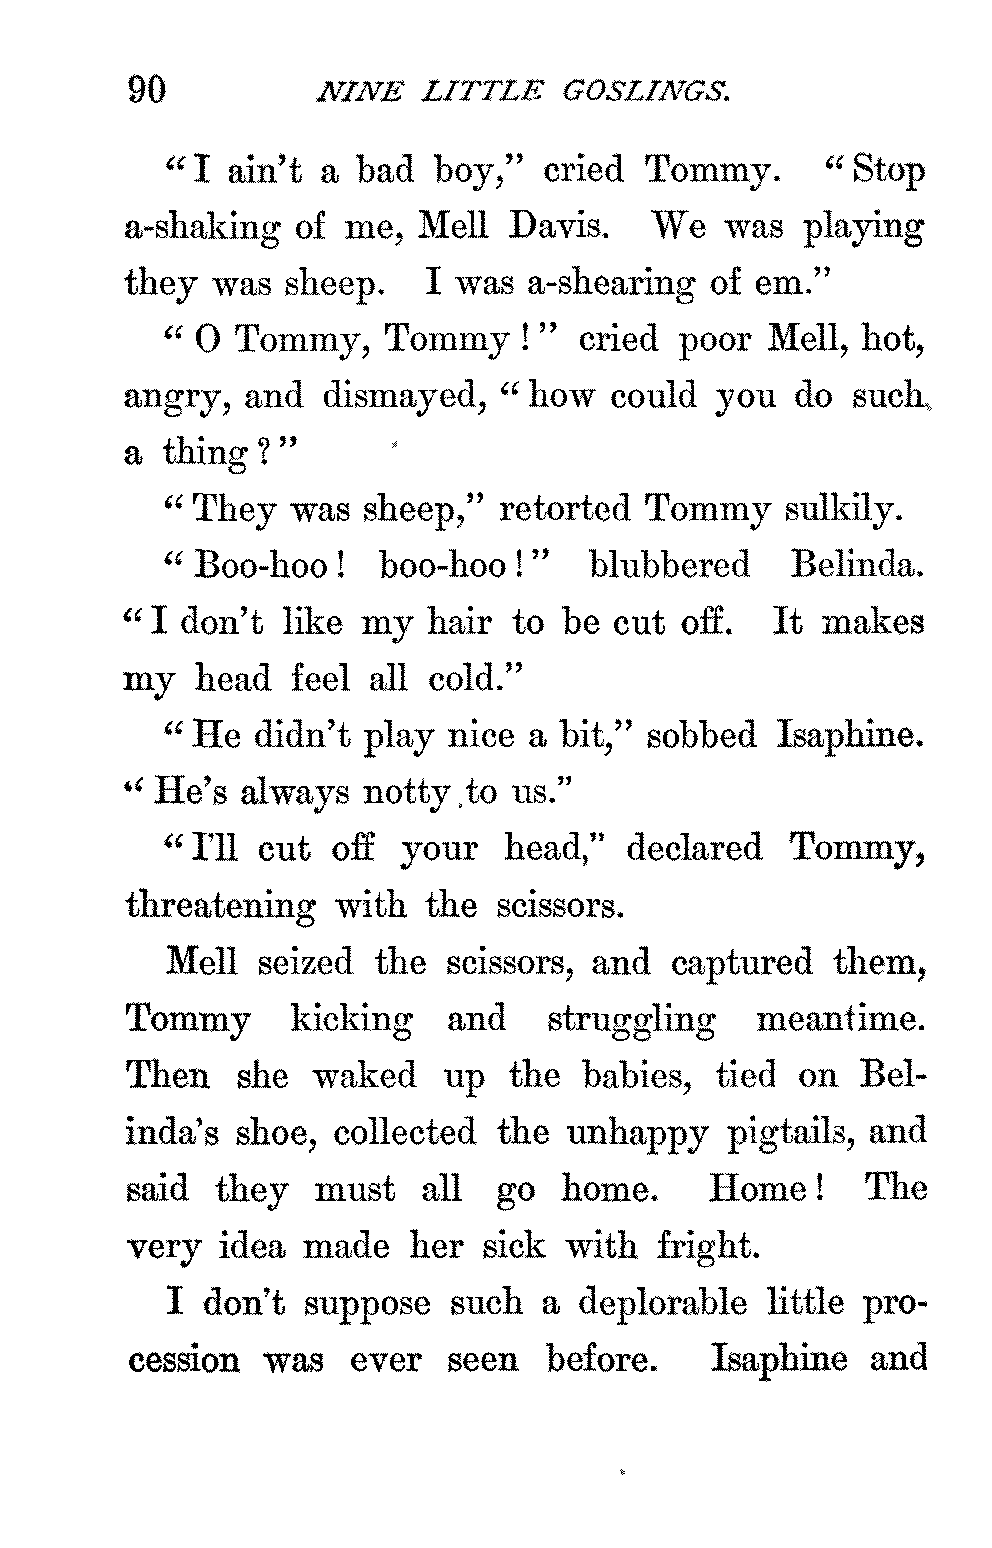 90 NINE LITTLE GOSLINGS.
“I ain’t a bad boy,” cried Tommy. “Stop
a-shaking of me, Mell Davis. We was playing
they was sheep. I was a-shearing of em.”
“O Tommy, Tommy!” cried poor Mell, hot,
angry, and dismayed, “how could you do such
a thing?”
“They was sheep,” retorted Tommy sulkily.
“Boo-hoo! boo-hoo!” blubbered Belinda.
“I don’t like my hair to be cut off. It makes
my head feel all cold.”
“He didn’t play nice a bit,” sobbed Isaphine.
“He’s always notty to us.”
“I’ll cut off your head,” declared Tommy,
threatening with the scissors.
Mell seized the scissors, and captured them,
Tommy kicking and struggling meantime.
Then she waked up the babies, tied on Bel-
inda’s shoe, collected the unhappy pigtails, and
said they must all go home. Home! The
very idea made her sick with fright.
I don’t suppose such a deplorable little pro-
cession was ever seen before. Isaphine and